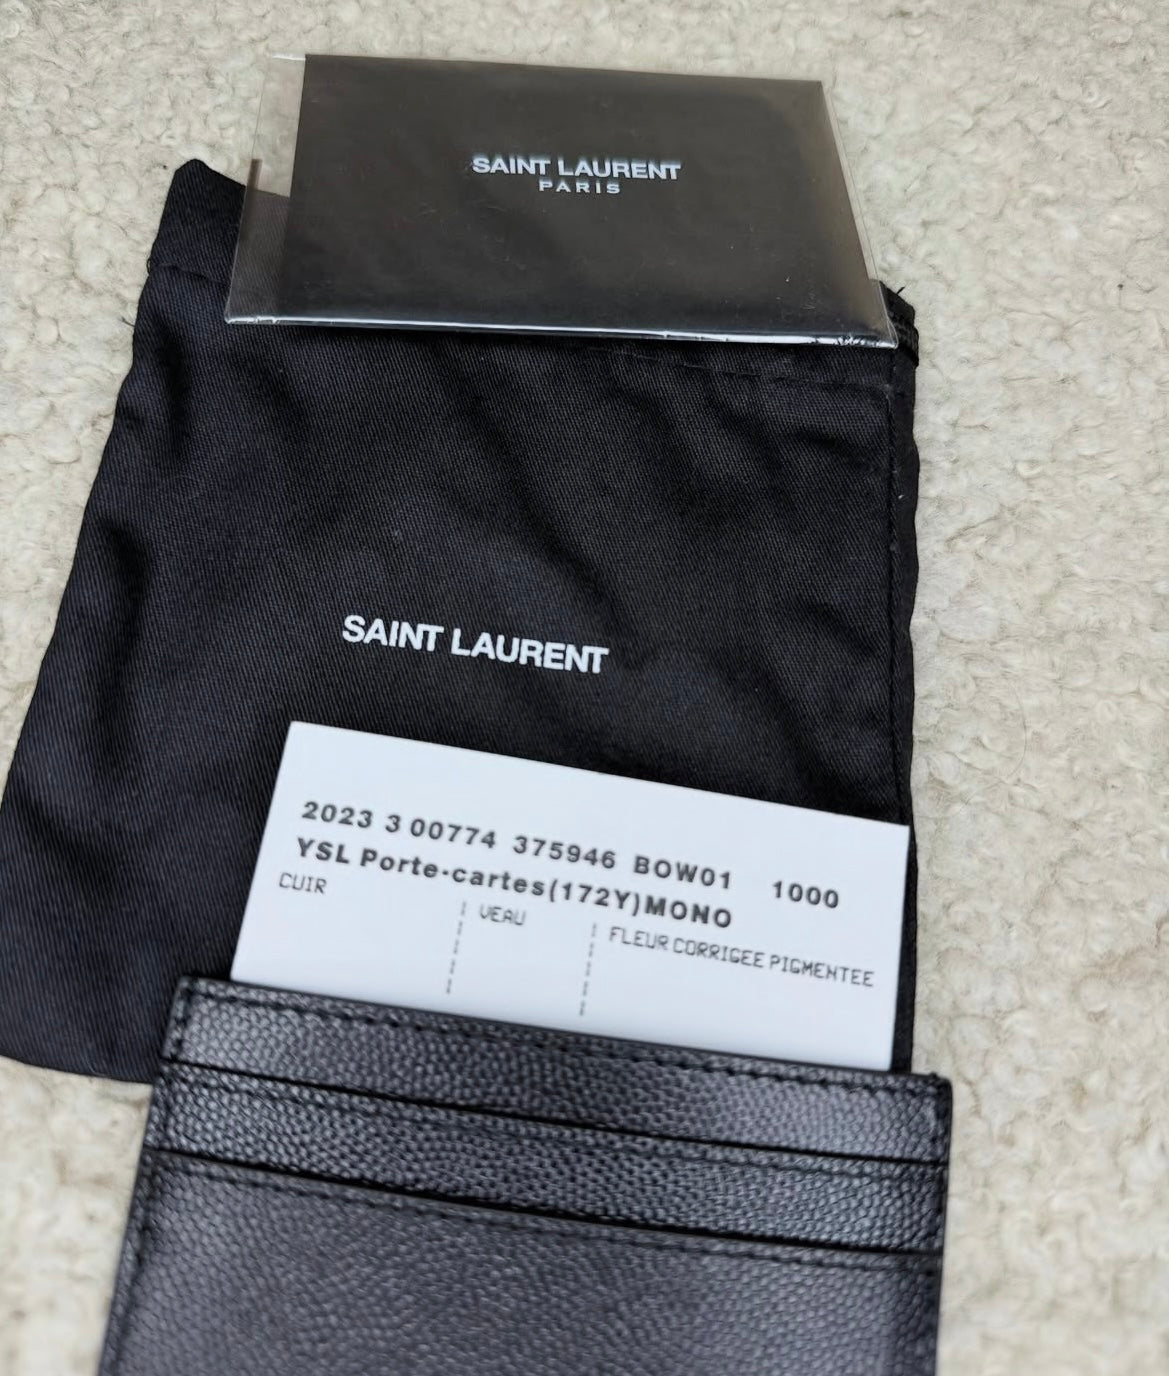 SAINT LAURENT
PARIS
SAINT LAURENT
2023 3 00774 375946 BOW01 1000
YSL Porte-cartes(172Y)MONO
CUIR VEAU FLEUR CORRIGEE PIGMENTEE